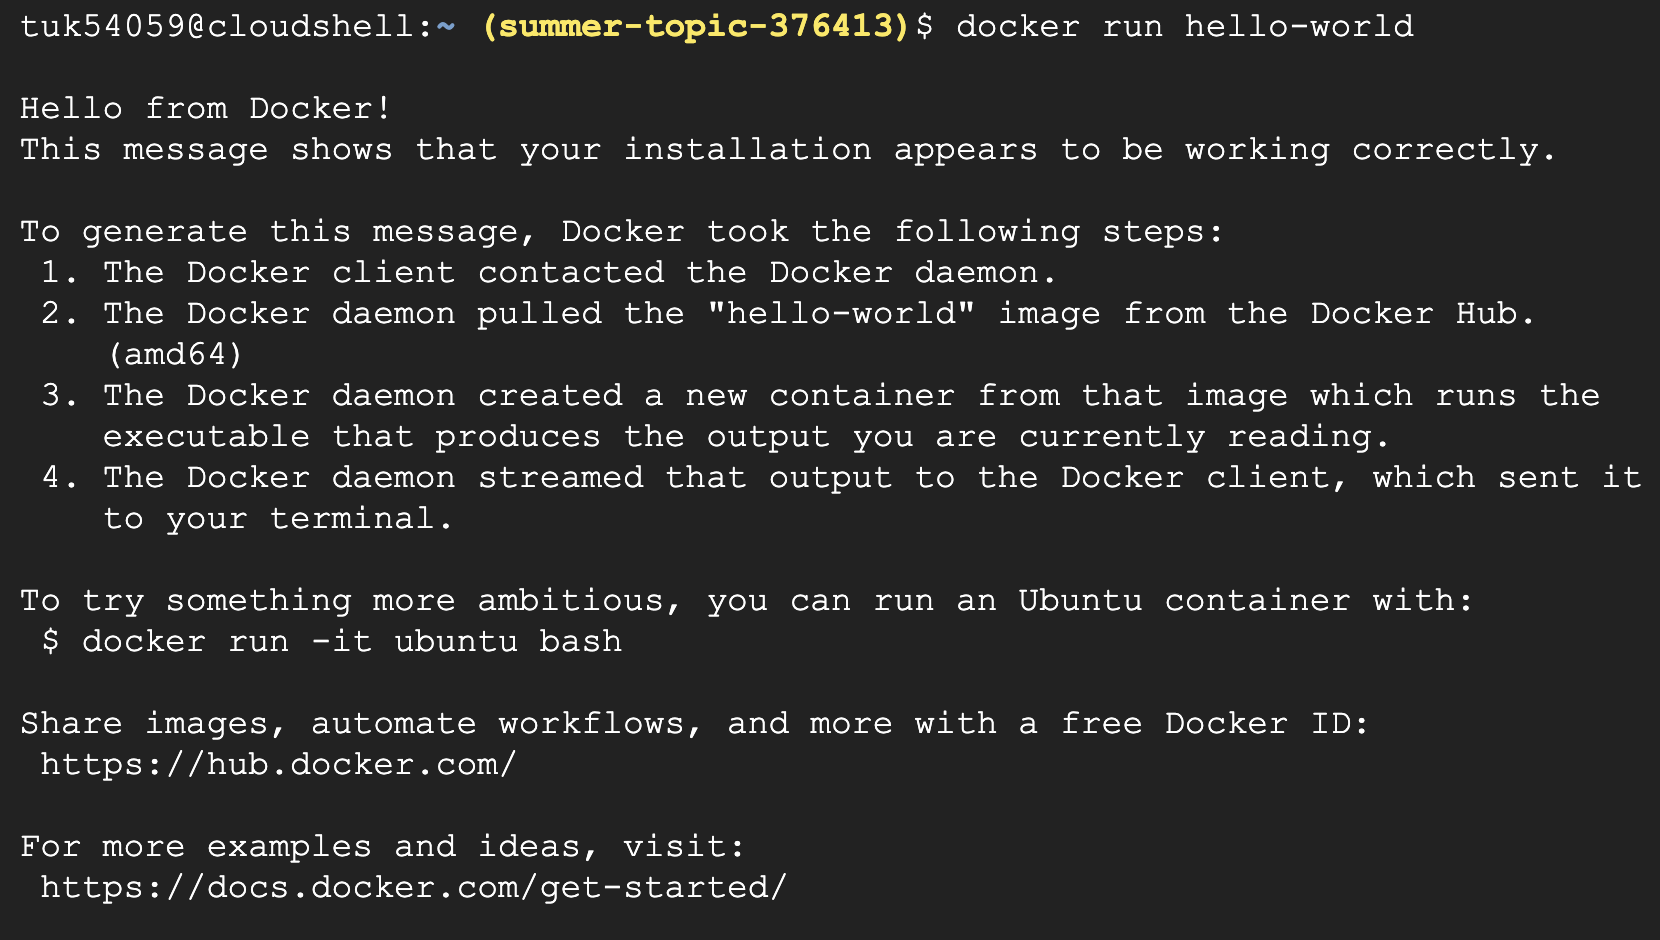 tuk54059@cloudshell:~ (summer-topic-376413)$ docker run hello-world
Hello from Docker!
This message shows that your installation appears to be working correctly.
To generate this message, Docker took the following steps:
1. The Docker client contacted the Docker daemon.
2. The Docker daemon pulled the "hello-world" image from the Docker Hub.
(amd64)
3. The Docker daemon created a new container from that image which runs the
executable that produces the output you are currently reading.
4. The Docker daemon streamed that output to the Docker client, which sent it
to your terminal.
To try something more ambitious, you can run an Ubuntu container with:
$ docker run -it ubuntu bash
Share images, automate workflows, and more with a free Docker ID:
https://hub.docker.com/
For more examples and ideas, visit:
https://docs.docker.com/get-started/